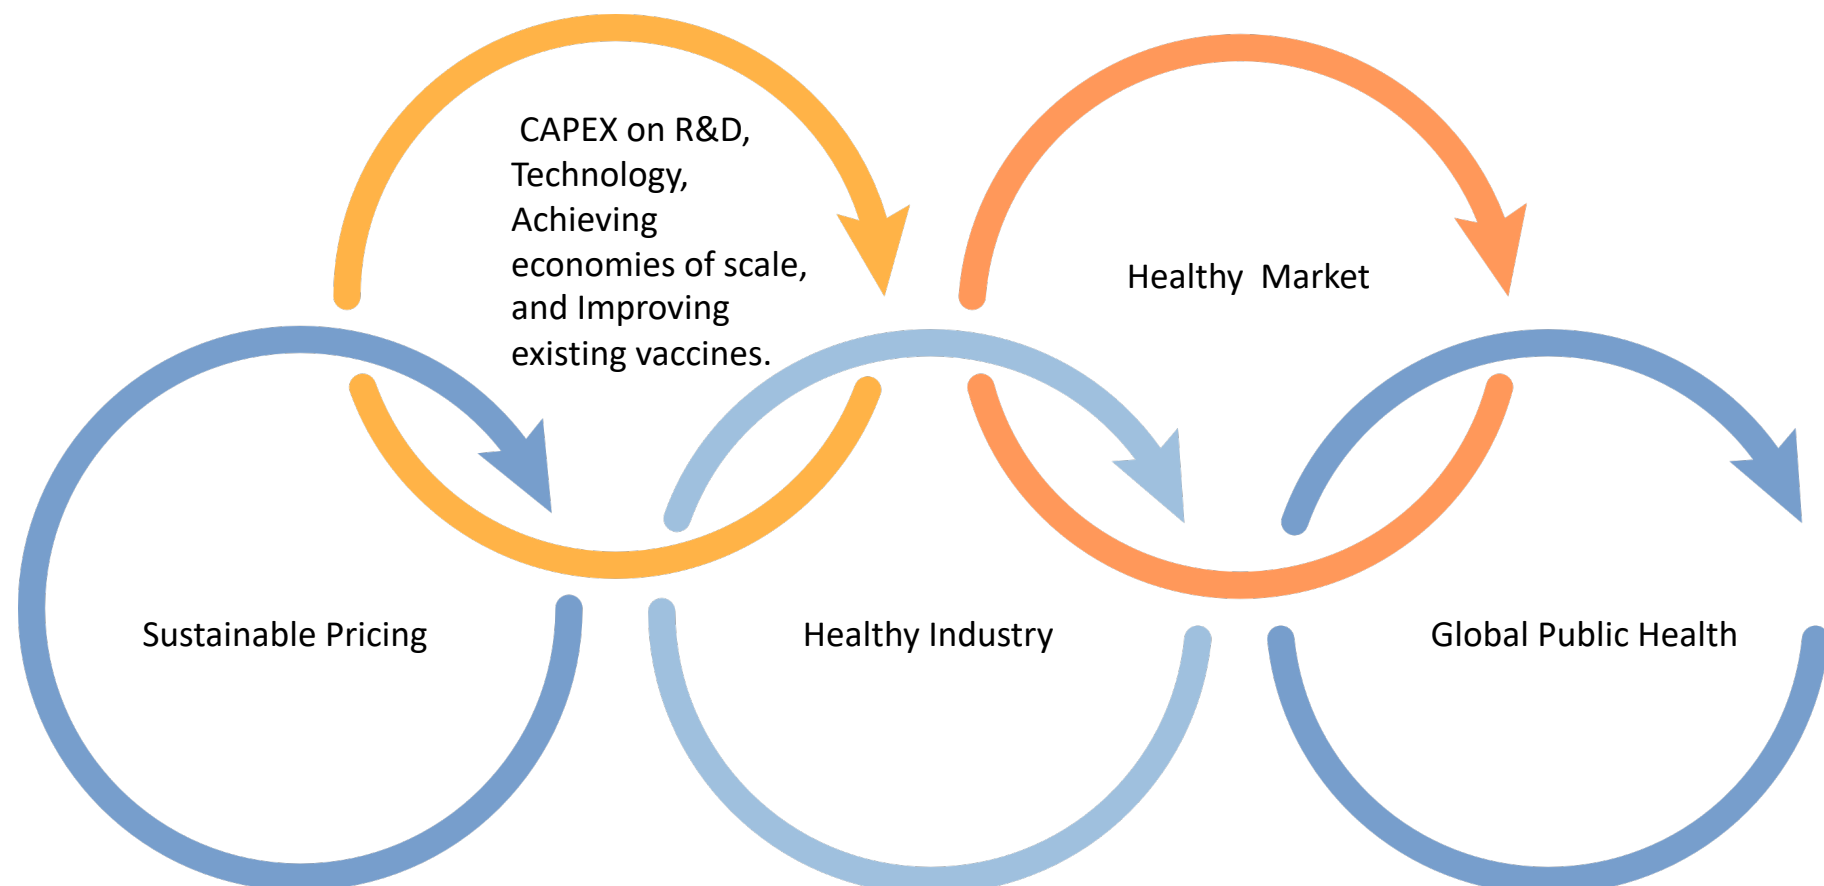 CAPEX on R&D,
Technology,
Achieving
economies of scale,
and Improving
existing vaccines.
Healthy  Market
Sustainable Pricing
Healthy Industry
Global Public Health